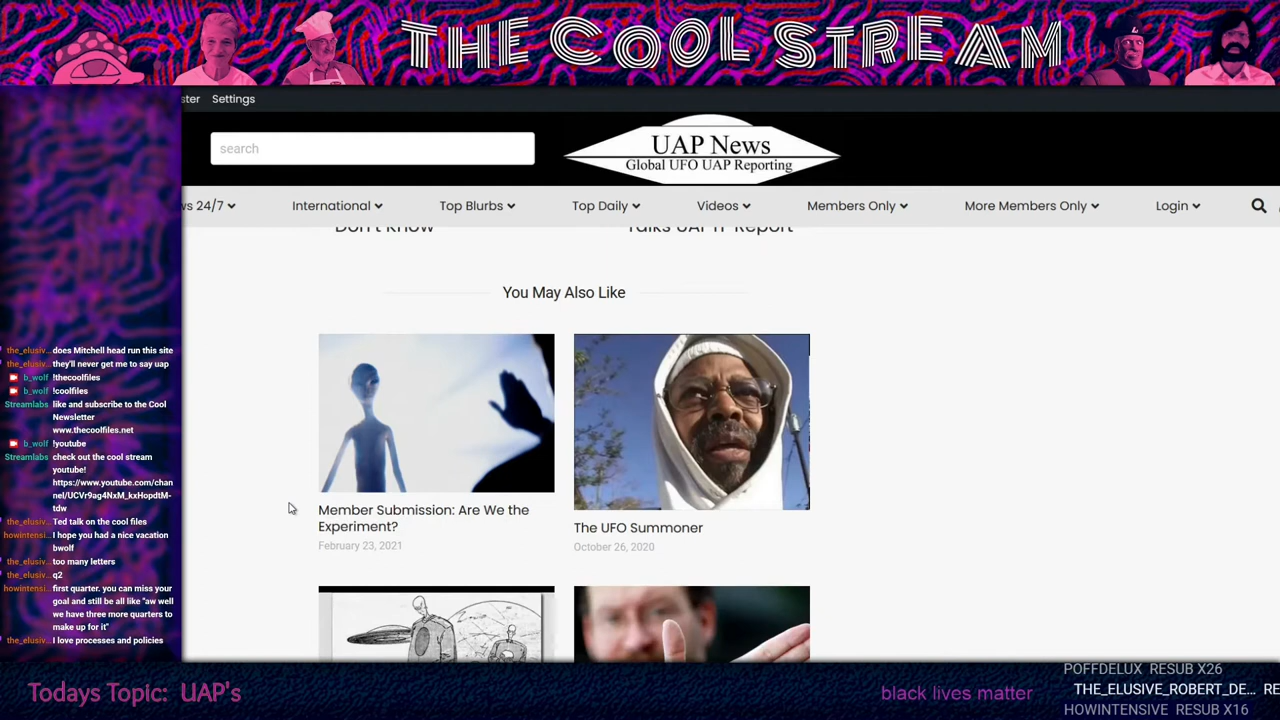 THE COOL STREAM
ster Settings
search
UAP News
Global UFO UAP Reporting
ws 24/7 International Top Blurbs Top Daily Videos Members Only More Members Only Login
Don't Know
Talks UAP
Report
You May Also Like
Member Submission: Are We the
Experiment?
February 23, 2021
The UFO Summoner
October 26, 2020
the_elusiv... does Mitchell head run this site
the_elusiv... they'll never get me to say uap
b_wolf !thecoolfiles
b_wolf !coolfiles
Streamlabs like and subscribe to the Cool
Newsletter
www.thecoolfiles.net
b_wolf !youtube
Streamlabs check out the cool stream
youtube!
https://www.youtube.com/chan
nel/UCVr9ag4NxM_kxHopdtM-
tdw
the_elusiv... Ted talk on the cool files
howintensi... I hope you had a nice vacation
bwolf
the_elusiv... too many letters
the_elusiv... q2
howintensi... first quarter. you can miss your
goal and still be all like "aw well
we have three more quarters to
make up for it"
the_elusiv... I love processes and policies
Todays Topic: UAP's
black lives matter
POFFDELUX RESUB X26
THE_ELUSIVE_ROBERT_DE... RE
HOWINTENSIVE RESUB X16